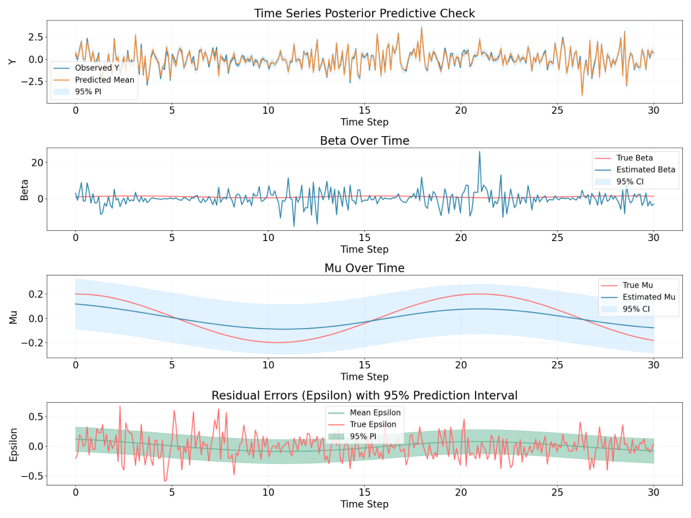 Time Series Posterior Predictive Check
Y
2.5
0.0
−2.5
Observed Y
Predicted Mean
95% PI
0 5 10 15 20 25 30
Time Step
Beta Over Time
Beta
20
0
True Beta
Estimated Beta
95% CI
0 5 10 15 20 25 30
Time Step
Mu Over Time
Mu
0.2
0.0
−0.2
True Mu
Estimated Mu
95% CI
0 5 10 15 20 25 30
Time Step
Residual Errors (Epsilon) with 95% Prediction Interval
Epsilon
0.5
0.0
−0.5
Mean Epsilon
True Epsilon
95% PI
0 5 10 15 20 25 30
Time Step